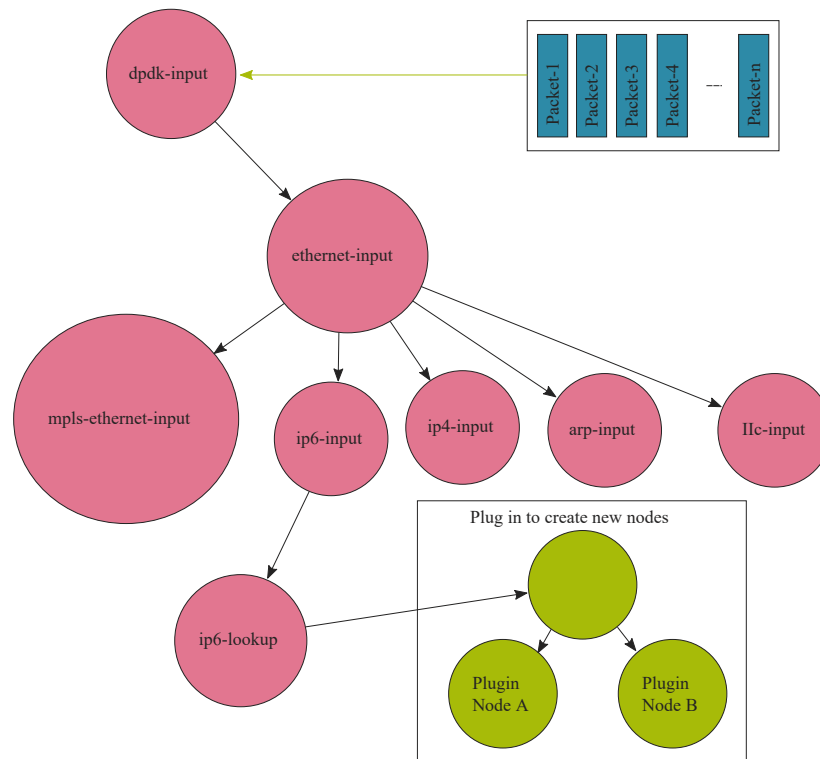 dpdk-input
Packet-1
Packet-2
Packet-3
Packet-4
----
Packet-n
ethernet-input
mpls-ethernet-input
ip6-input
ip4-input
arp-input
IIc-input
Plug in to create new nodes
ip6-lookup
Plugin
Node A
Plugin
Node B